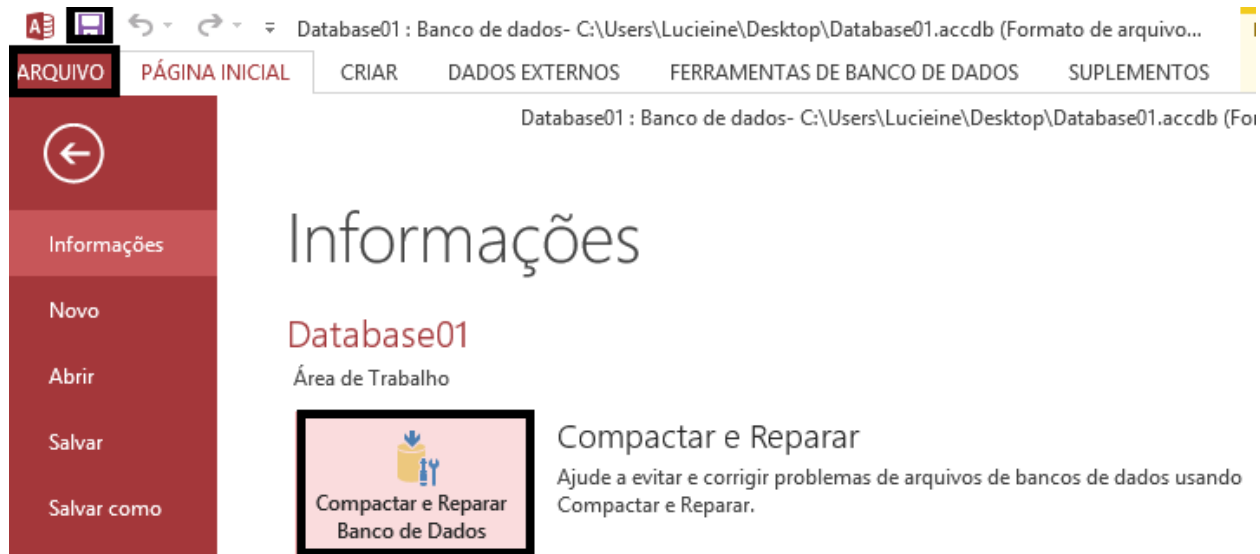 Database01 : Banco de dados- C:\Users\Lucieine\Desktop\Database01.accdb (Formato de arquivo...
ARQUIVO PÁGINA INICIAL CRIAR DADOS EXTERNOS FERRAMENTAS DE BANCO DE DADOS SUPLEMENTOS
Database01 : Banco de dados- C:\Users\Lucieine\Desktop\Database01.accdb (For
Informações
Informações
Novo
Database01
Abrir
Área de Trabalho
Salvar
Compactar e Reparar
Ajude a evitar e corrigir problemas de arquivos de bancos de dados usando
Compactar e Reparar.
Salvar como
Compactar e Reparar
Banco de Dados